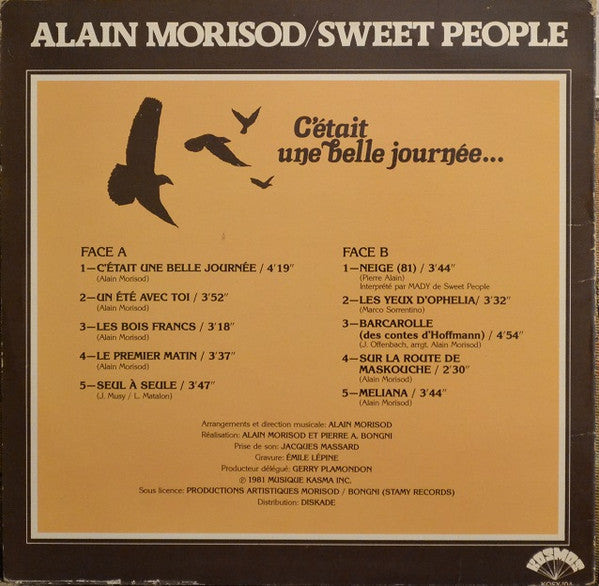 ALAIN MORISOD/SWEET PEOPLE
C'était
une belle journée...
FACE A
1—C'ÉTAIT UNE BELLE JOURNÉE / 4'19"
(Alain Morisod)
2—UN ÉTÉ AVEC TOI / 3'52"
(Alain Morisod)
3—LES BOIS FRANCS / 3'18"
(Alain Morisod)
4—LE PREMIER MATIN / 3'37"
(Alain Morisod)
5—SEUL À SEULE / 3'47"
(J. Musy / L. Matalon)
FACE B
1—NEIGE (81) / 3'44"
(Pierre Alain)
Interprété par MADY de Sweet People
2—LES YEUX D'OPHELIA/ 3'32"
(Marco Sorrentino)
3—BARCAROLLE
(des contes d'Hoffmann) / 4'54"
(J. Offenbach, arrgt. Alain Morisod)
4—SUR LA ROUTE DE
MASKOUCHE / 2'30"
(Alain Morisod)
5—MELIANA / 3'44"
(Alain Morisod)
Arrangements et direction musicale: ALAIN MORISOD
Réalisation: ALAIN MORISOD ET PIERRE A. BONGNI
Prise de son: JACQUES MASSARD
Gravure: ÉMILE LÉPINE
Producteur délégué: GERRY PLAMONDON
℗ 1981 MUSIQUE KASMA INC.
Sous licence: PRODUCTIONS ARTISTIQUES MORISOD / BONGNI (STAMY RECORDS)
Distribution: DISKADE
KOSMOS